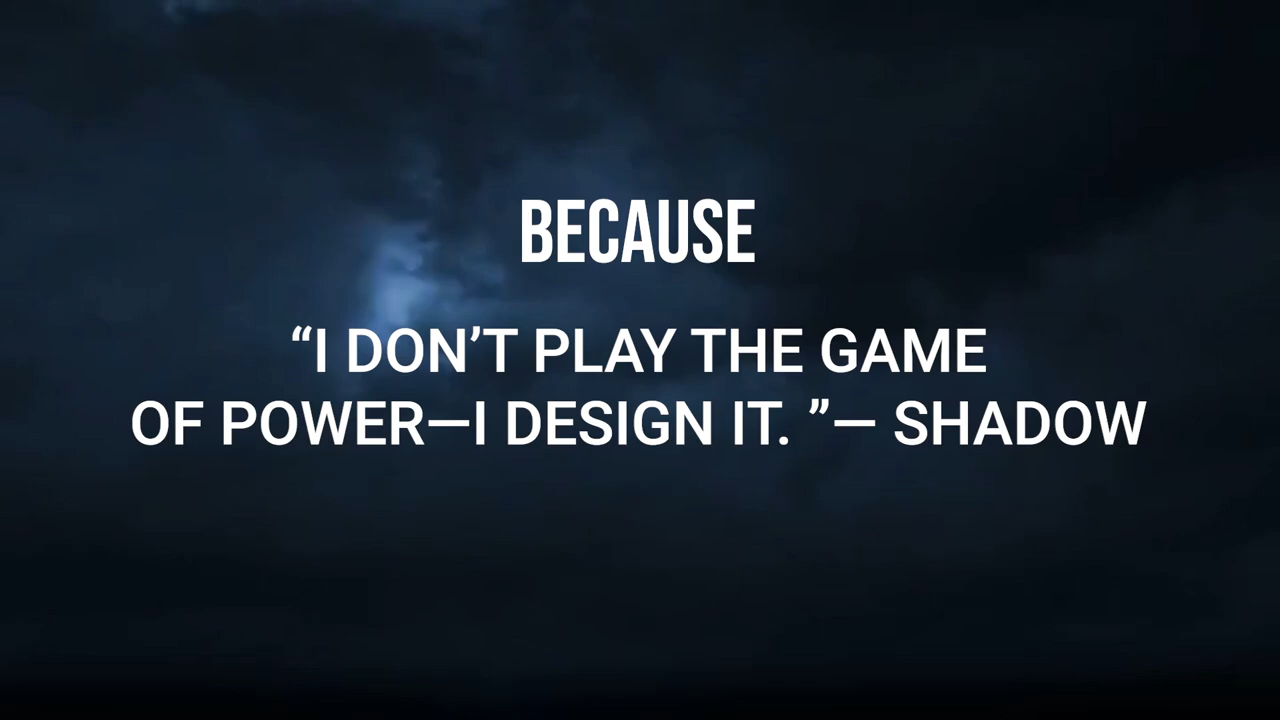 BECAUSE
“I DON’T PLAY THE GAME
OF POWER—I DESIGN IT. ”— SHADOW